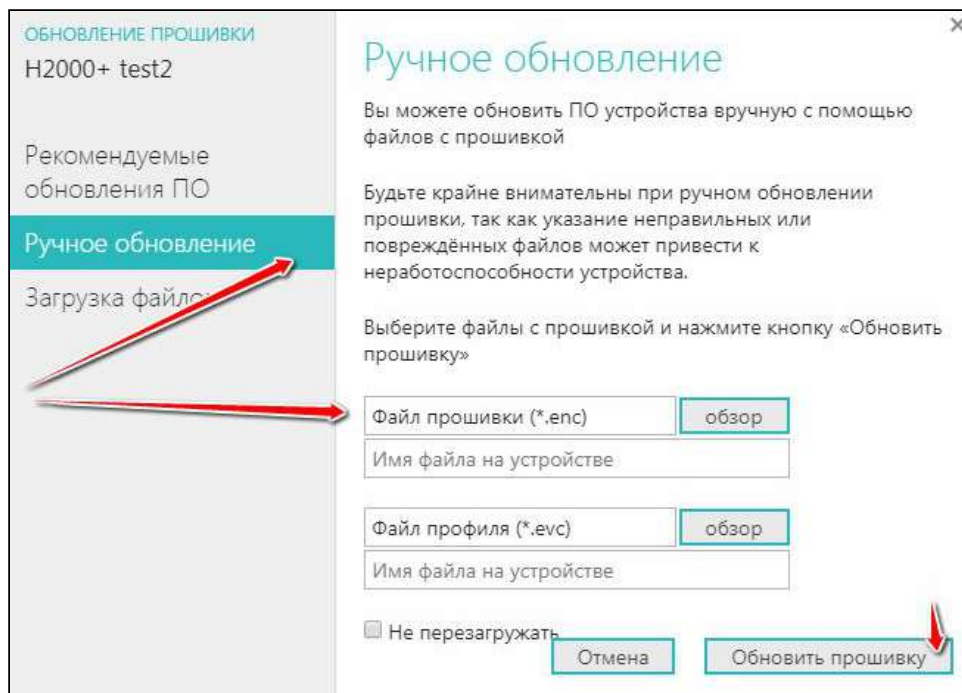 ОБНОВЛЕНИЕ ПРОШИВКИ
H2000+ test2
Рекомендуемые
обновления ПО
Ручное обновление
Загрузка
Ручное обновление
Вы можете обновить ПО устройства вручную с помощью
файлов с прошивкой
Будьте крайне внимательны при ручном обновлении
прошивки, так как указание неправильных или
повреждённых файлов может привести к
неработоспособности устройства.
Выберите файлы с прошивкой и нажмите кнопку «Обновить
прошивку»
Файл прошивки (*.enc) обзор
Имя файла на устройстве
Файл профиля (*.evc) обзор
Имя файла на устройстве
Не перезагружать
Отмена Обновить прошивку